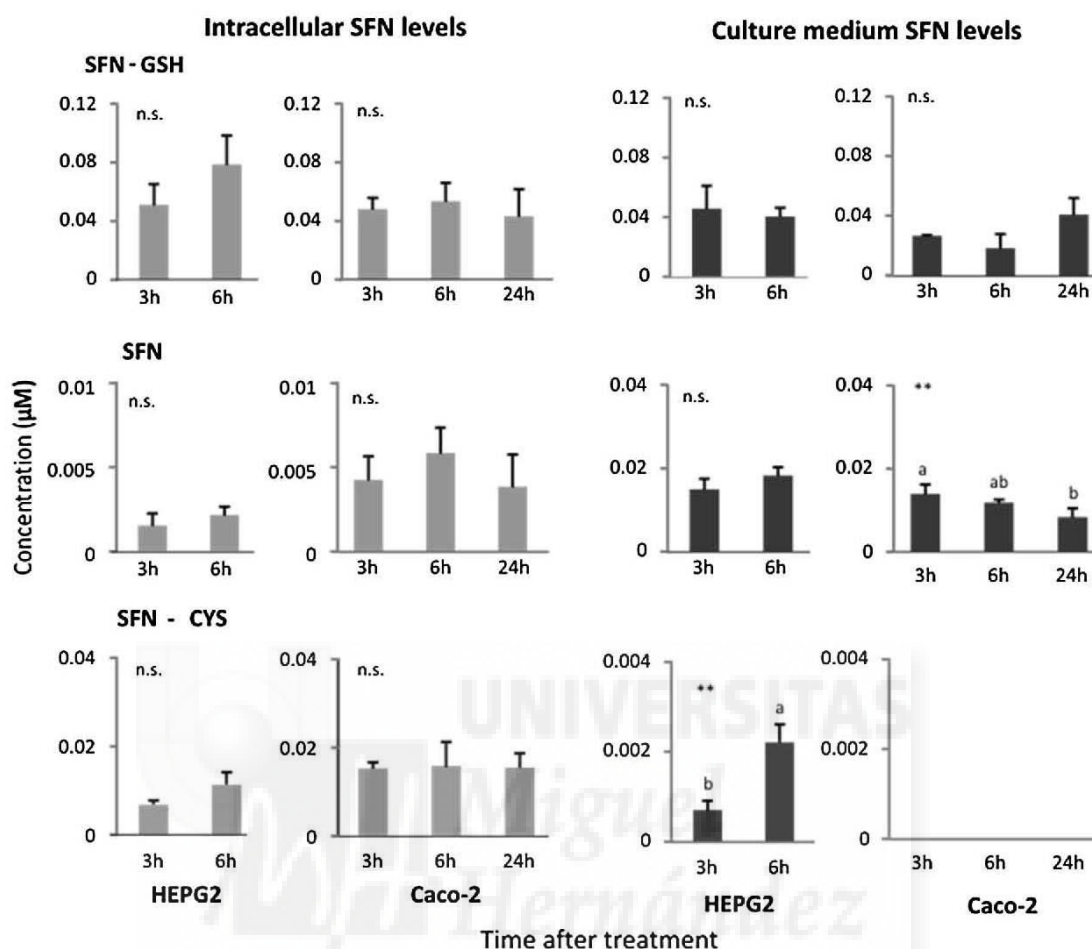 Intracellular SFN levels
Culture medium SFN levels
SFN - GSH
0.12
0.08
0.04
0
n.s.
3h 6h
0.12
0.08
0.04
0
n.s.
3h 6h 24h
0.12
0.08
0.04
0
n.s.
3h 6h
0.12
0.08
0.04
0
n.s.
3h 6h 24h
SFN
Concentration (µM)
0.01
0.005
0
n.s.
3h 6h
0.01
0.005
0
n.s.
3h 6h 24h
0.04
0.02
0
n.s.
3h 6h
0.04
0.02
0
**
a ab b
3h 6h 24h
SFN - CYS
0.04
0.02
0
n.s.
3h 6h
HEPG2
0.04
0.02
0
n.s.
3h 6h 24h
Caco-2
0.004
0.002
0
**
b a
3h 6h
HEPG2
0.004
0.002
0
3h 6h 24h
Caco-2
Time after treatment
UNIVERSITAS
Miguel
Hernández